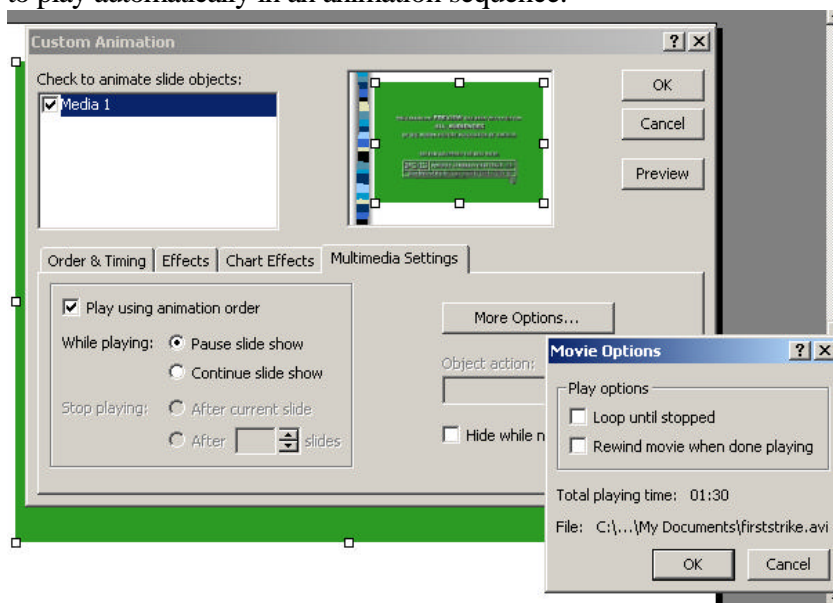 to play automatically in an animation sequence.
Custom Animation
Check to animate slide objects:
Media 1
OK
Cancel
Preview
PREVIEW
ALL AUDIENCES
Order & Timing
Effects
Chart Effects
Multimedia Settings
Play using animation order
While playing:
Pause slide show
Continue slide show
Stop playing:
After current slide
After slides
More Options...
Object action:
Hide while n
Movie Options
Play options
Loop until stopped
Rewind movie when done playing
Total playing time: 01:30
File: C:\...\My Documents\firststrike.avi
OK
Cancel